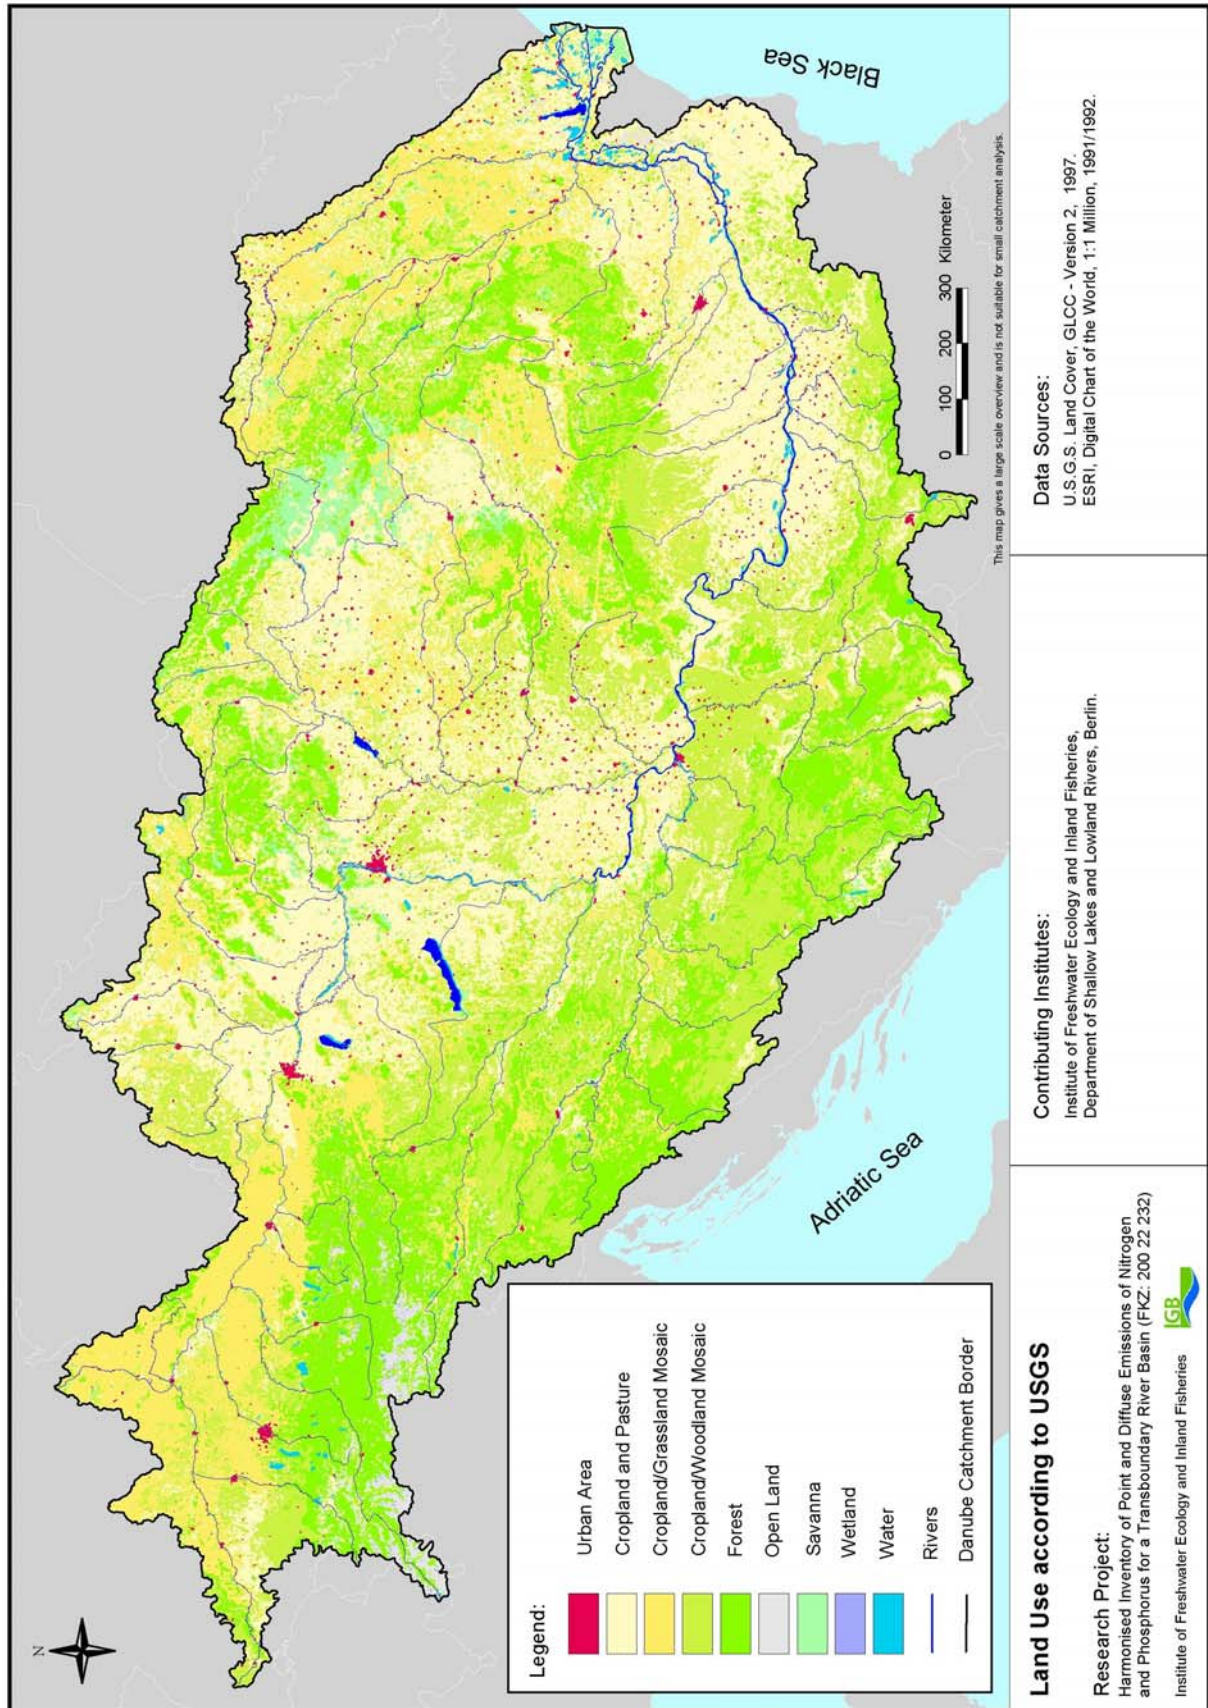 N
Black Sea
Adriatic Sea
0 100 200 300 Kilometer
This map gives a large scale overview and is not suitable for small catchment analysis.
Legend:
Urban Area
Cropland and Pasture
Cropland/Grassland Mosaic
Cropland/Woodland Mosaic
Forest
Open Land
Savanna
Wetland
Water
Rivers
Danube Catchment Border
Land Use according to USGS
Research Project:
Harmonised Inventory of Point and Diffuse Emissions of Nitrogen
and Phosphorus for a Transboundary River Basin (FKZ: 200 22 232)
Institute of Freshwater Ecology and Inland Fisheries
IGB
Contributing Institutes:
Institute of Freshwater Ecology and Inland Fisheries,
Department of Shallow Lakes and Lowland Rivers, Berlin.
Data Sources:
U.S.G.S. Land Cover, GLCC - Version 2, 1997.
ESRI, Digital Chart of the World, 1:1 Million, 1991/1992.